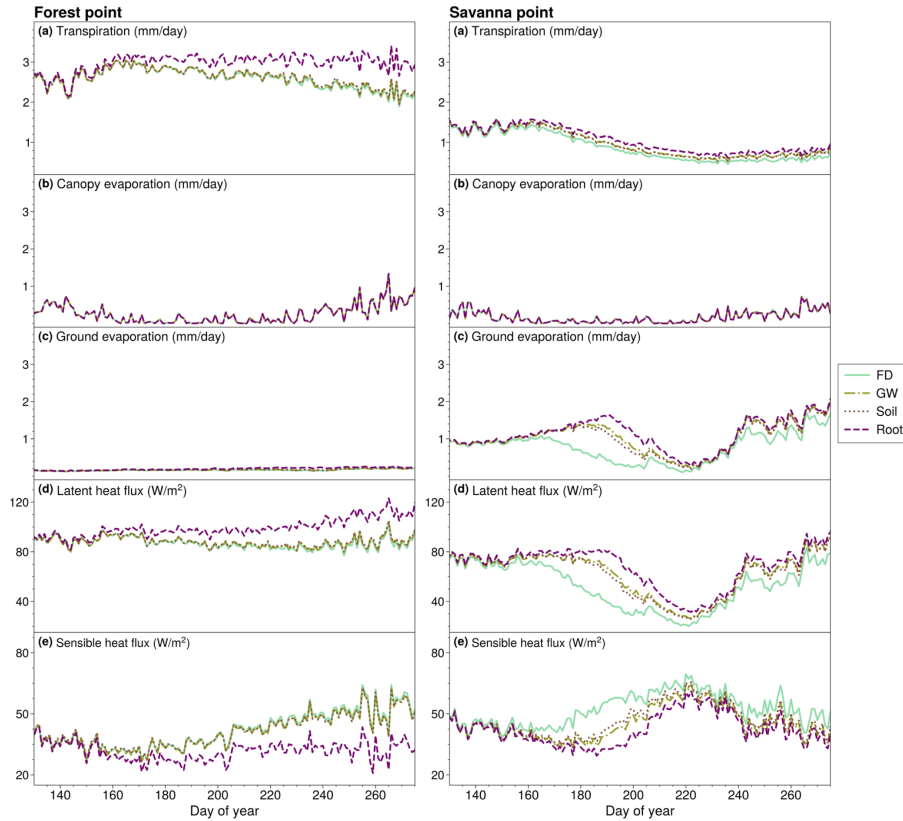 Forest point
(a) Transpiration (mm/day)
3
2
1
(b) Canopy evaporation (mm/day)
3
2
1
(c) Ground evaporation (mm/day)
3
2
1
(d) Latent heat flux (W/m²)
120
80
40
(e) Sensible heat flux (W/m²)
80
50
20
140 160 180 200 220 240 260
Day of year
Savanna point
(a) Transpiration (mm/day)
3
2
1
(b) Canopy evaporation (mm/day)
3
2
1
(c) Ground evaporation (mm/day)
3
2
1
(d) Latent heat flux (W/m²)
120
80
40
(e) Sensible heat flux (W/m²)
80
50
20
140 160 180 200 220 240 260
Day of year
FD
GW
Soil
Root